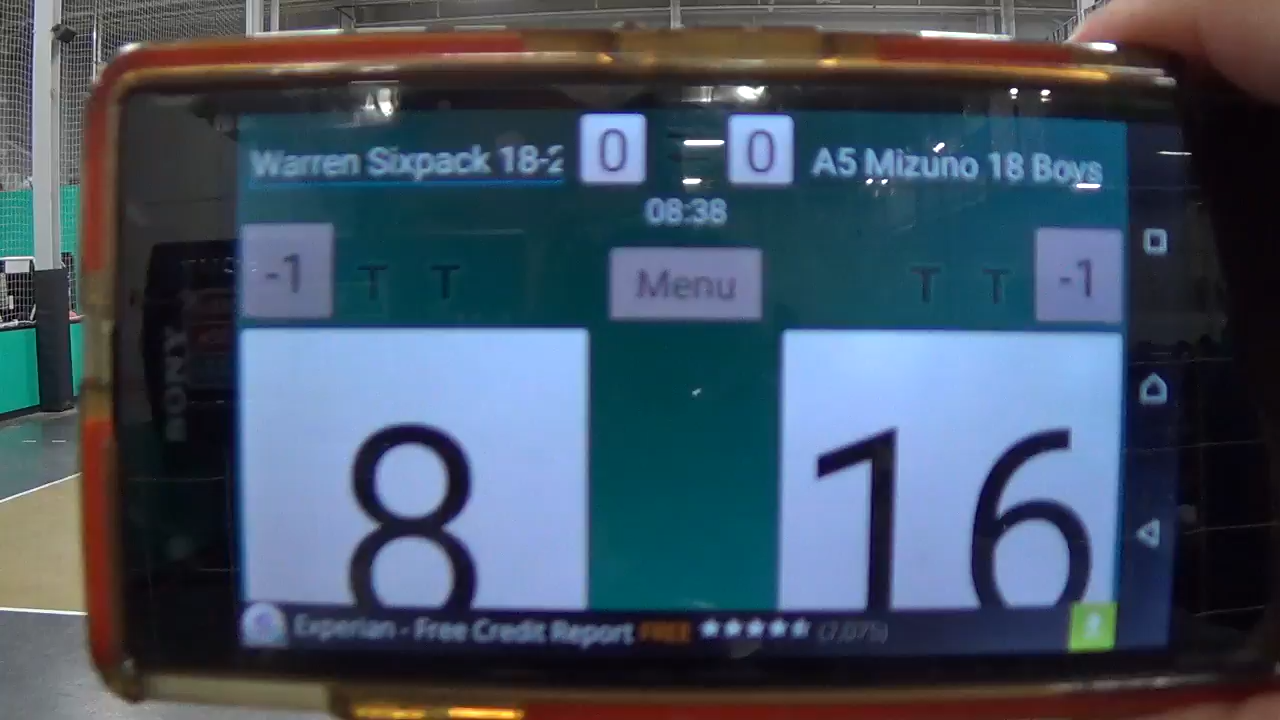 Warren Sixpack 18-2 0 0 A5 Mizuno 18 Boys
08:38
-1 T T Menu T T -1
8 16
SONY
Experian - Free Credit Report FREE (7,075)